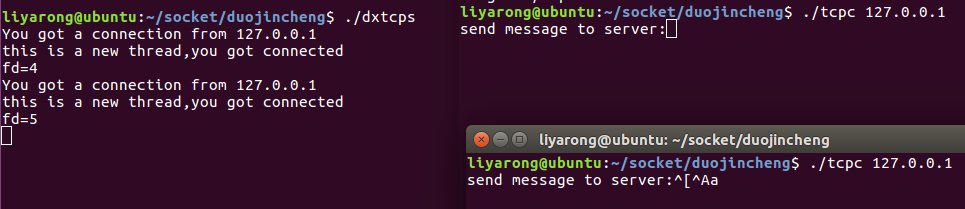 liyarong@ubuntu:~/socket/duojincheng$ ./dxtcps
You got a connection from 127.0.0.1
this is a new thread,you got connected
fd=4
You got a connection from 127.0.0.1
this is a new thread,you got connected
fd=5
liyarong@ubuntu:~/socket/duojincheng$ ./tcpc 127.0.0.1
send message to server:
liyarong@ubuntu: ~/socket/duojincheng
liyarong@ubuntu:~/socket/duojincheng$ ./tcpc 127.0.0.1
send message to server:^[^Aa